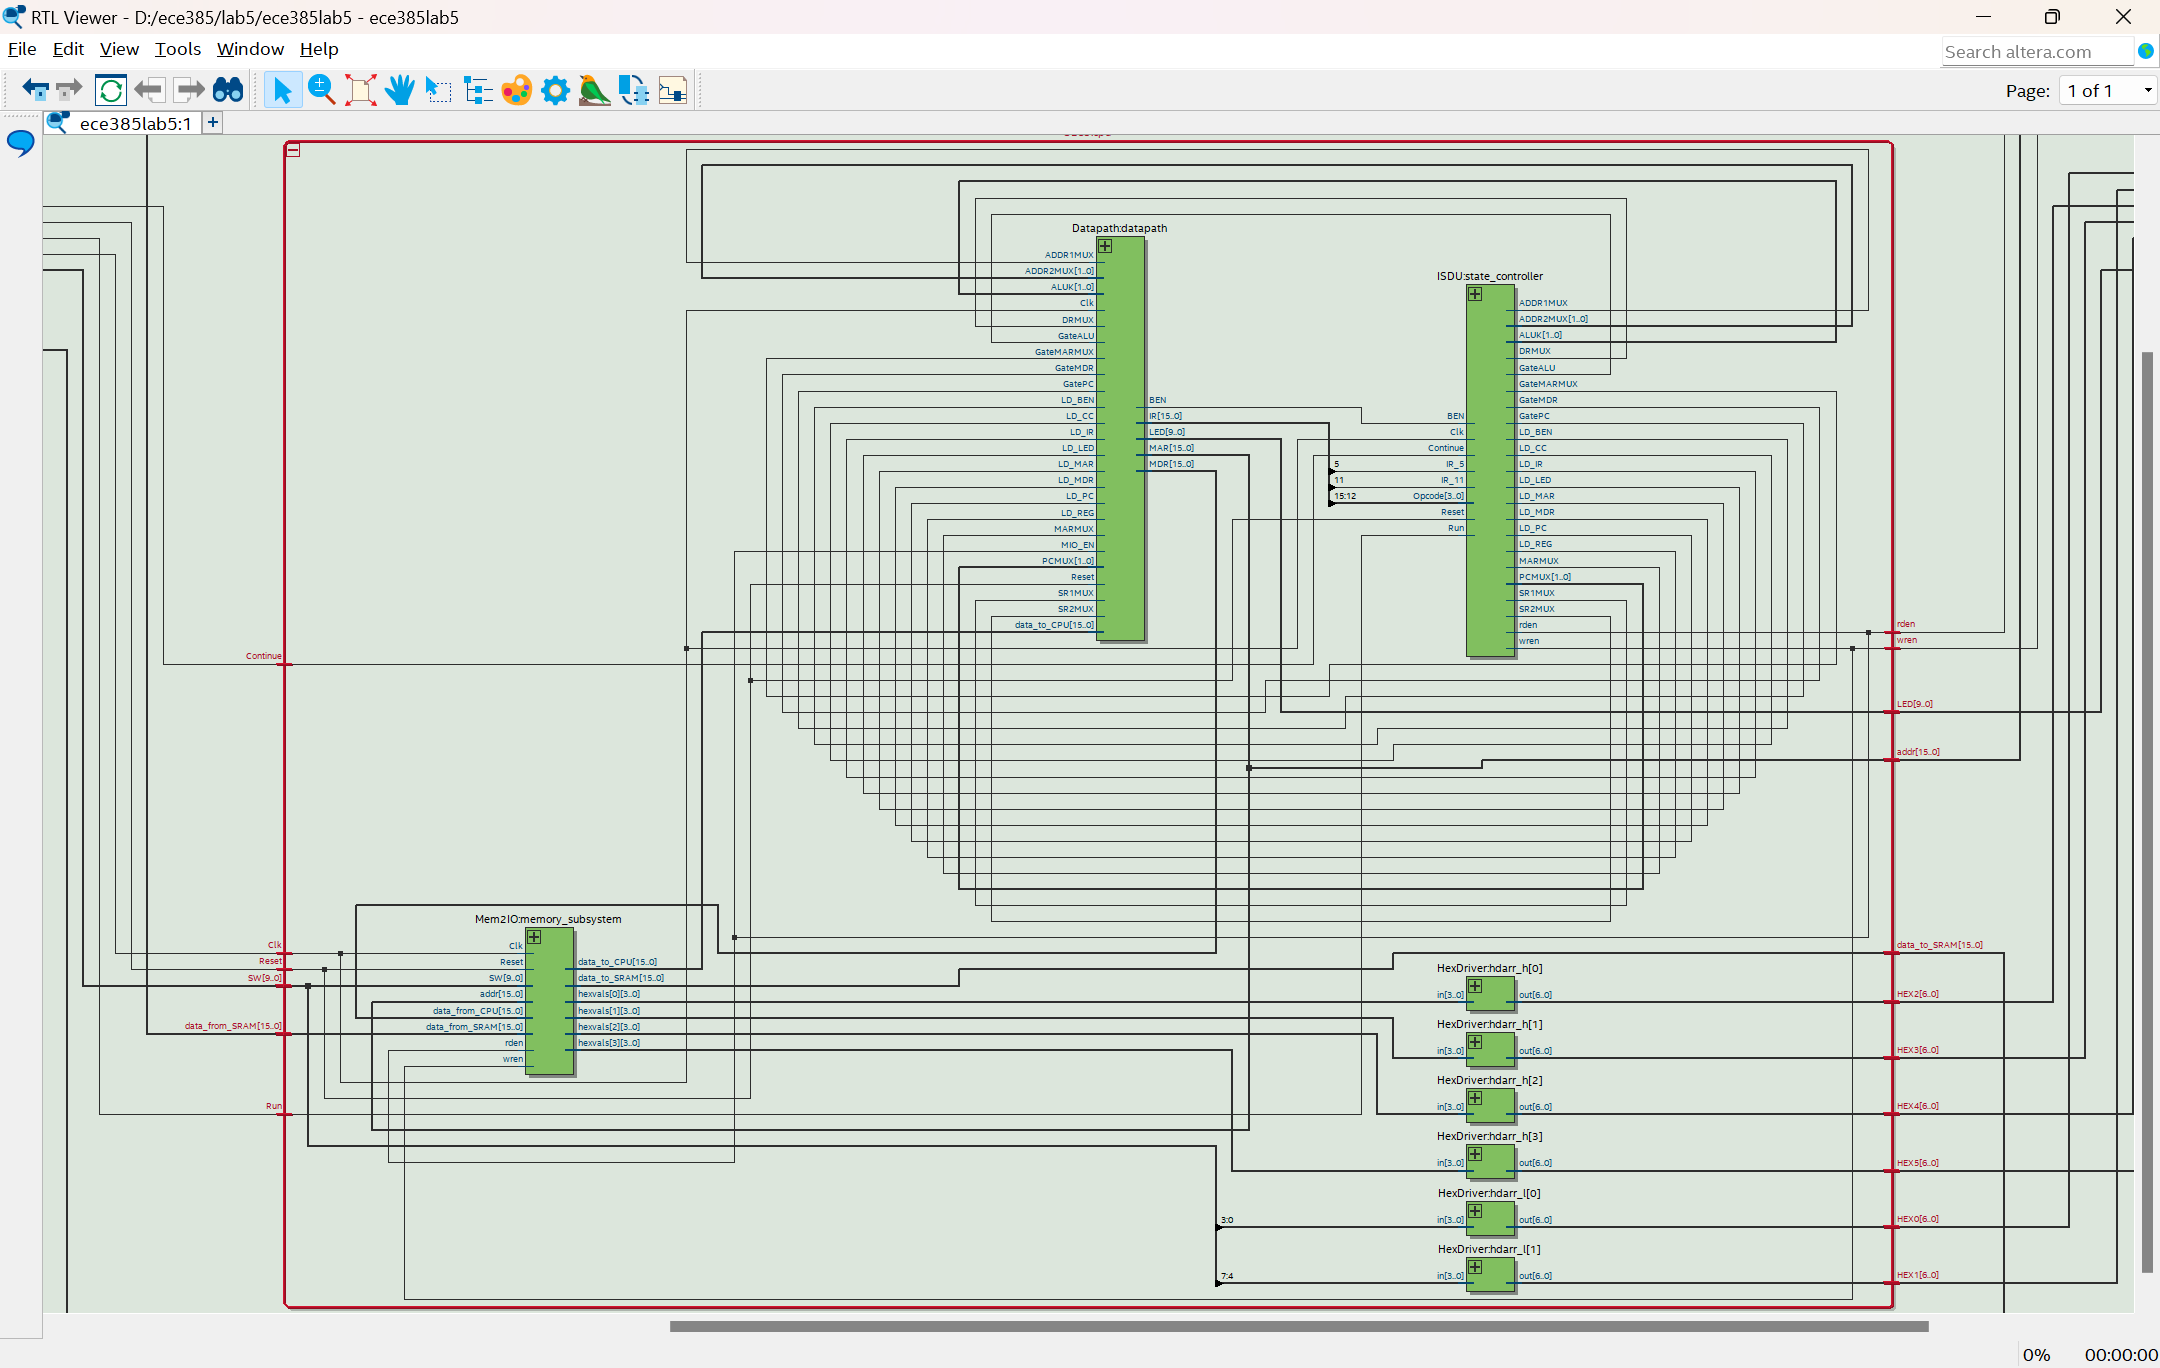 RTL Viewer - D:/ece385/lab5/ece385lab5 - ece385lab5
File Edit View Tools Window Help
Search altera.com
Page: 1 of 1
ece385lab5:1
+
Datapath:datapath
ADDR1MUX
ADDR2MUX[1..0]
ALUK[1..0]
Clk
DRMUX
GateALU
GateMARMUX
GateMDR
GatePC
LD_BEN
LD_CC
LD_IR
LD_LED
LD_MAR
LD_MDR
LD_PC
LD_REG
MARMUX
MIO_EN
PCMUX[1..0]
Reset
SR1MUX
SR2MUX
data_to_CPU[15..0]
BEN
IR[15..0]
LED[9..0]
MAR[15..0]
MDR[15..0]
ISDU:state_controller
BEN
Clk
Continue
5
IR_5
11
IR_11
15:12
Opcode[3..0]
Reset
Run
ADDR1MUX
ADDR2MUX[1..0]
ALUK[1..0]
DRMUX
GateALU
GateMARMUX
GateMDR
GatePC
LD_BEN
LD_CC
LD_IR
LD_LED
LD_MAR
LD_MDR
LD_PC
LD_REG
MARMUX
PCMUX[1..0]
SR1MUX
SR2MUX
rden
wren
rden
wren
LED[9..0]
addr[15..0]
data_to_SRAM[15..0]
Continue
Clk
Reset
SW[9..0]
data_from_SRAM[15..0]
Run
Mem2IO:memory_subsystem
Clk
Reset
SW[9..0]
addr[15..0]
data_from_CPU[15..0]
data_from_SRAM[15..0]
rden
wren
data_to_CPU[15..0]
data_to_SRAM[15..0]
hexvals[0][3..0]
hexvals[1][3..0]
hexvals[2][3..0]
hexvals[3][3..0]
HexDriver:hdarr_h[0]
in[3..0]
out[6..0]
HEX2[6..0]
HexDriver:hdarr_h[1]
in[3..0]
out[6..0]
HEX3[6..0]
HexDriver:hdarr_h[2]
in[3..0]
out[6..0]
HEX4[6..0]
HexDriver:hdarr_h[3]
in[3..0]
out[6..0]
HEX5[6..0]
HexDriver:hdarr_l[0]
3:0
in[3..0]
out[6..0]
HEX0[6..0]
HexDriver:hdarr_l[1]
7:4
in[3..0]
out[6..0]
HEX1[6..0]
0%
00:00:00